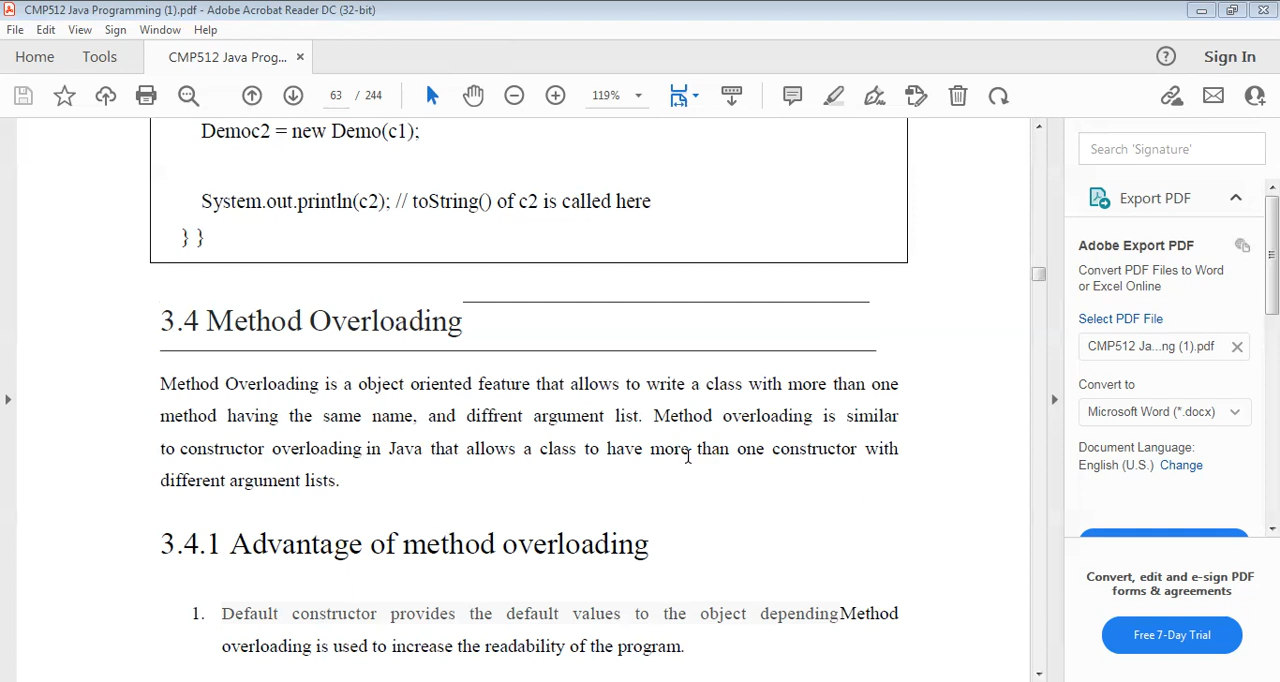 CMP512 Java Programming (1).pdf - Adobe Acrobat Reader DC (32-bit)
File Edit View Sign Window Help
Home Tools CMP512 Java Prog... × Sign In
63 / 244 119%
Democ2 = new Demo(c1);
System.out.println(c2); // toString() of c2 is called here
} }
3.4 Method Overloading
Method Overloading is a object oriented feature that allows to write a class with more than one
method having the same name, and diffrent argument list. Method overloading is similar
to constructor overloading in Java that allows a class to have more than one constructor with
different argument lists.
3.4.1 Advantage of method overloading
1. Default constructor provides the default values to the object dependingMethod
overloading is used to increase the readability of the program.
Search 'Signature'
Export PDF
Adobe Export PDF
Convert PDF Files to Word
or Excel Online
Select PDF File
CMP512 Ja...ng (1).pdf
Convert to
Microsoft Word (*.docx)
Document Language:
English (U.S.) Change
Convert, edit and e-sign PDF
forms & agreements
Free 7-Day Trial